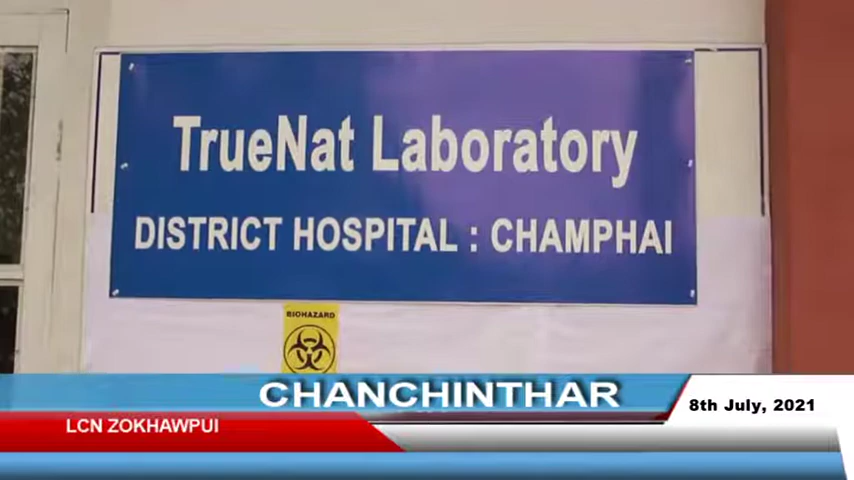 TrueNat Laboratory
DISTRICT HOSPITAL : CHAMPHAI
BIOHAZARD
CHANCHINTHAR
8th July, 2021
LCN ZOKHAWPUI